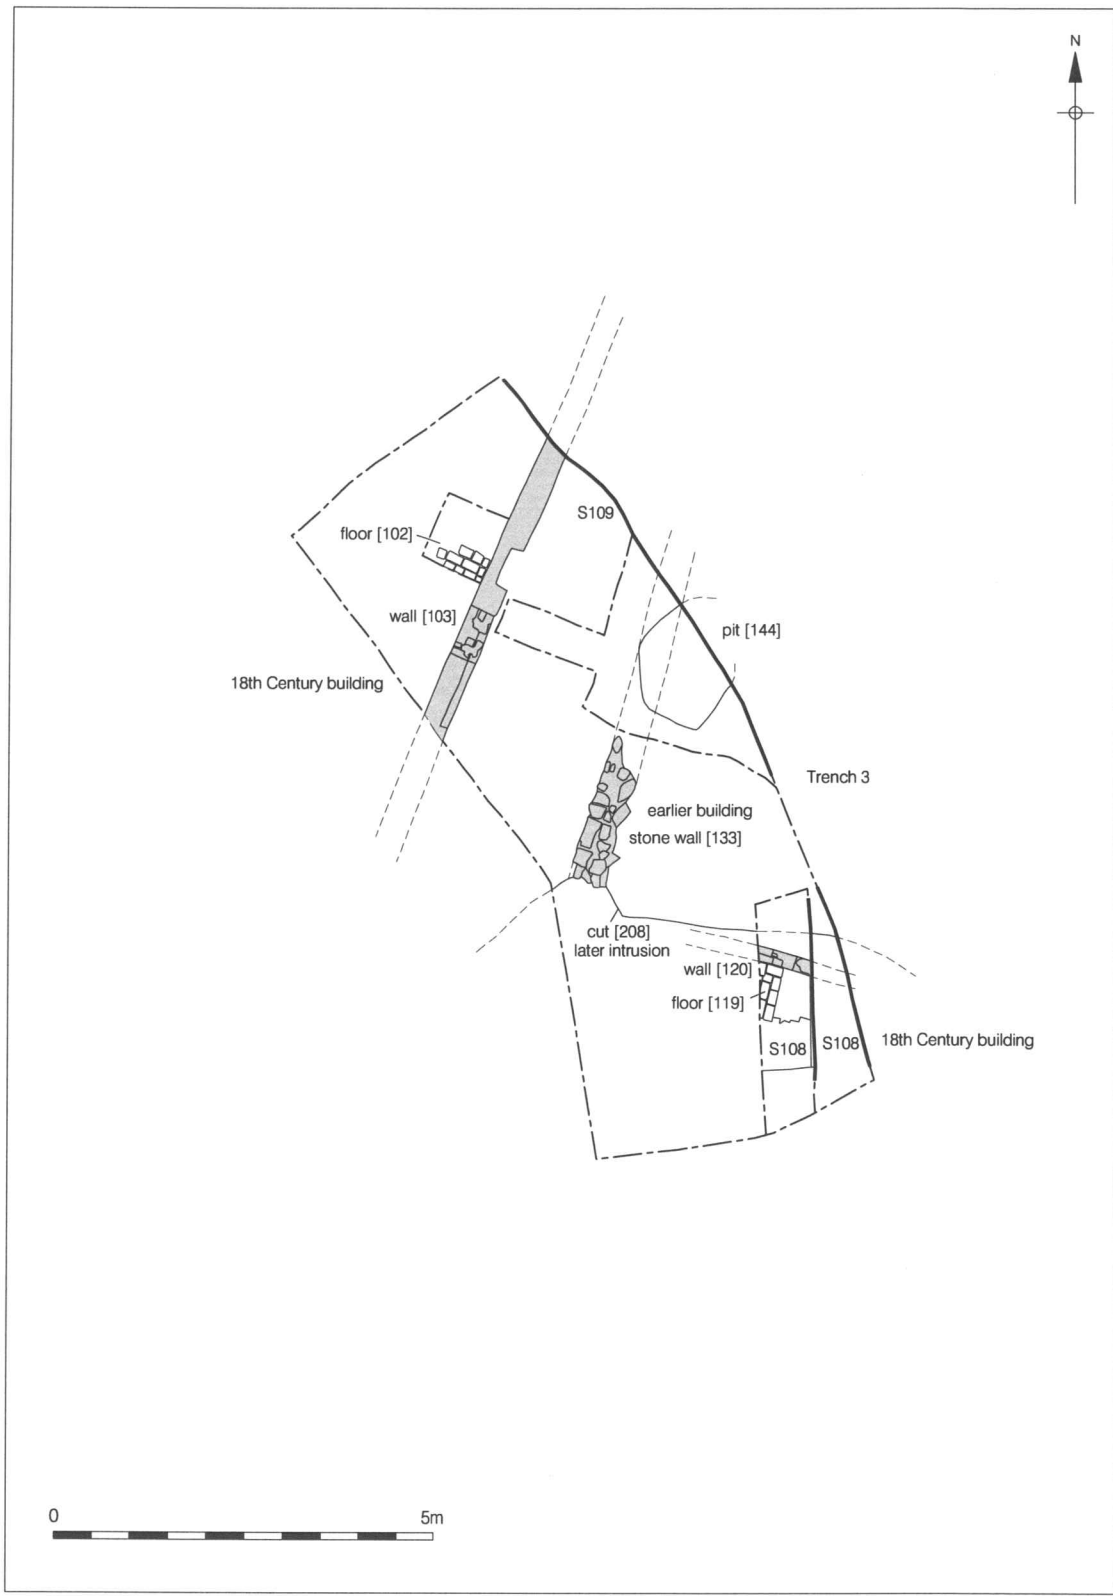 N
S109
floor [102]
wall [103]
pit [144]
18th Century building
Trench 3
earlier building
stone wall [133]
cut [208]
later intrusion
wall [120]
floor [119]
S108
S108
18th Century building
0
5m